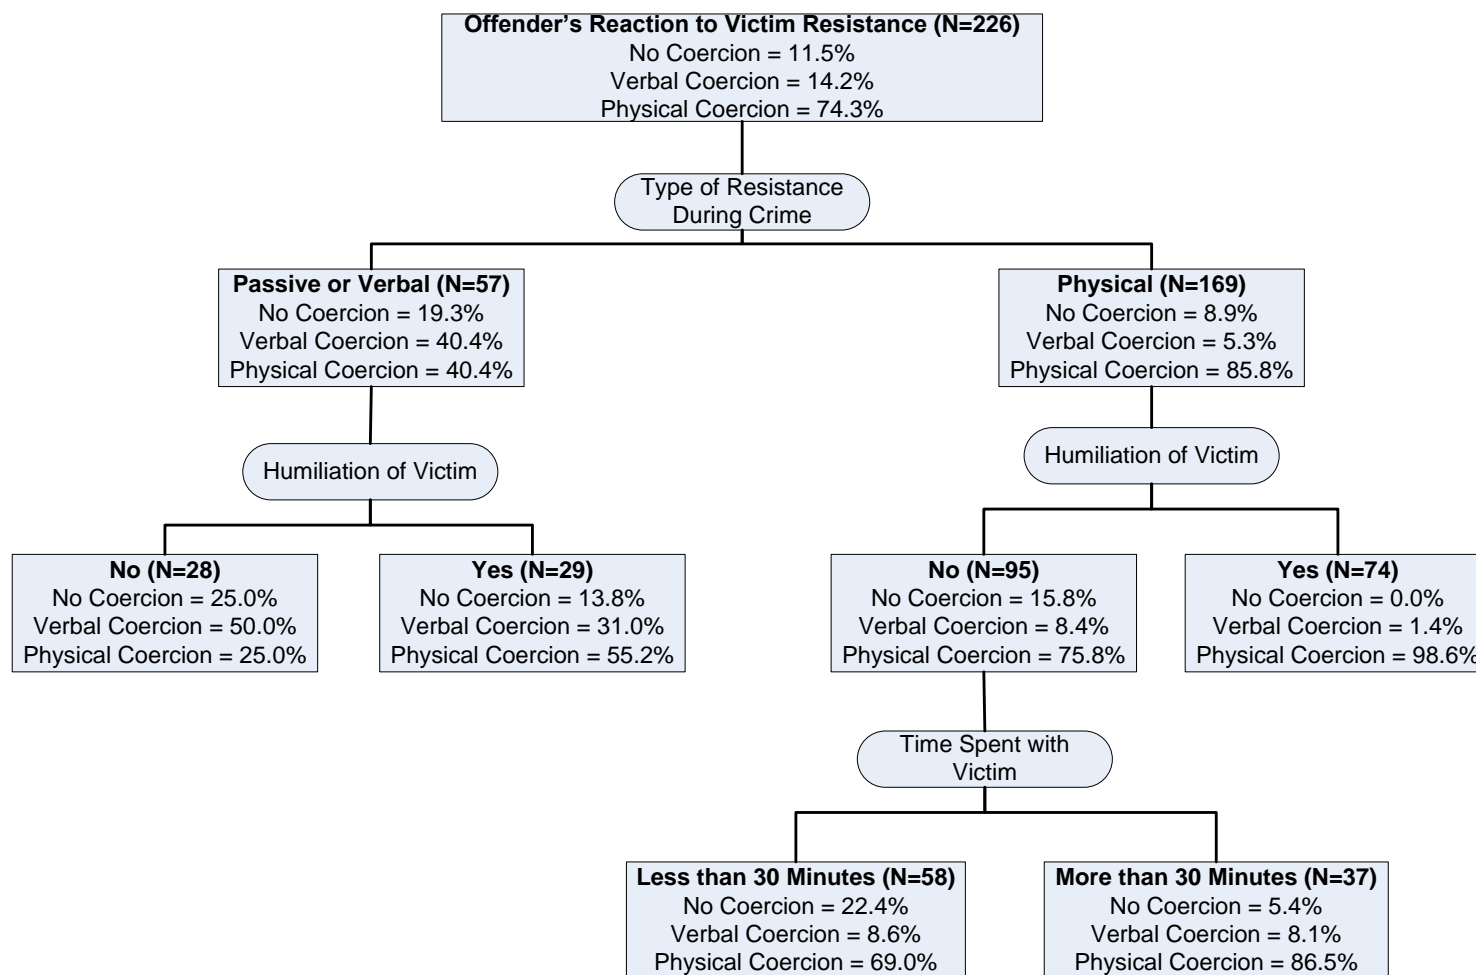 Offender’s Reaction to Victim Resistance (N=226)
No Coercion = 11.5%
Verbal Coercion = 14.2%
Physical Coercion = 74.3%
Type of Resistance
During Crime
Passive or Verbal (N=57)
No Coercion = 19.3%
Verbal Coercion = 40.4%
Physical Coercion = 40.4%
Physical (N=169)
No Coercion = 8.9%
Verbal Coercion = 5.3%
Physical Coercion = 85.8%
Humiliation of Victim
Humiliation of Victim
No (N=28)
No Coercion = 25.0%
Verbal Coercion = 50.0%
Physical Coercion = 25.0%
Yes (N=29)
No Coercion = 13.8%
Verbal Coercion = 31.0%
Physical Coercion = 55.2%
No (N=95)
No Coercion = 15.8%
Verbal Coercion = 8.4%
Physical Coercion = 75.8%
Yes (N=74)
No Coercion = 0.0%
Verbal Coercion = 1.4%
Physical Coercion = 98.6%
Time Spent with
Victim
Less than 30 Minutes (N=58)
No Coercion = 22.4%
Verbal Coercion = 8.6%
Physical Coercion = 69.0%
More than 30 Minutes (N=37)
No Coercion = 5.4%
Verbal Coercion = 8.1%
Physical Coercion = 86.5%